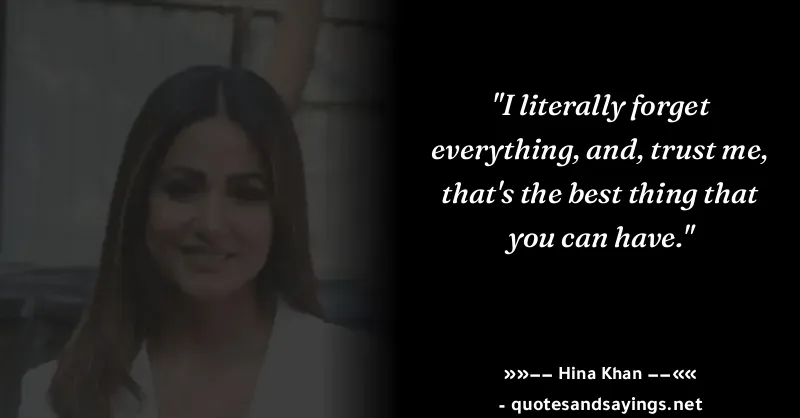 "I literally forget
everything, and, trust me,
that's the best thing that
you can have."
»»−− Hina Khan −−««
- quotesandsayings.net